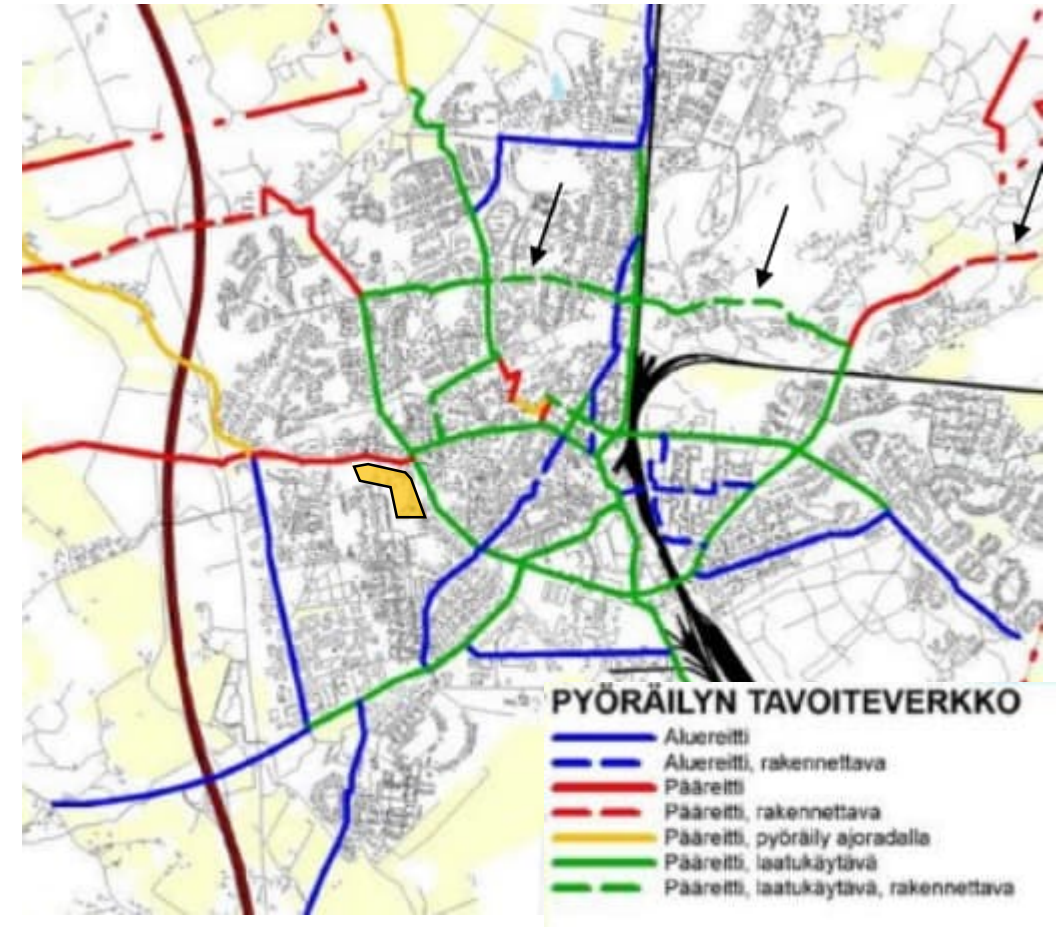 PYÖRÄILYN TAVOITEVERKKO
Aluereitti
Aluereitti, rakennettava
Pääreitti
Pääreitti, rakennettava
Pääreitti, pyöräily ajoradalla
Pääreitti, laatukäytävä
Pääreitti, laatukäytävä, rakennettava